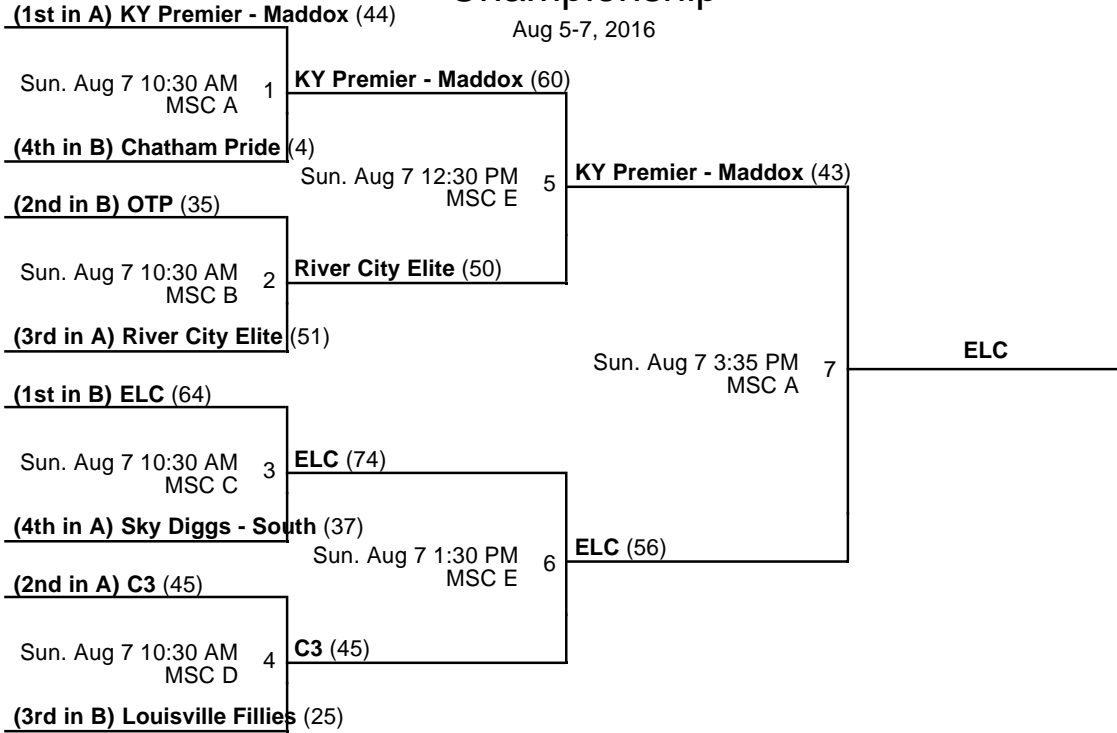 Championship
Aug 5-7, 2016
(1st in A) KY Premier - Maddox (44)
Sun. Aug 7 10:30 AM 1
MSC A
KY Premier - Maddox (60)
(4th in B) Chatham Pride (4)
Sun. Aug 7 12:30 PM 5
MSC E
KY Premier - Maddox (43)
(2nd in B) OTP (35)
Sun. Aug 7 10:30 AM 2
MSC B
River City Elite (50)
(3rd in A) River City Elite (51)
Sun. Aug 7 3:35 PM 7
MSC A
ELC
(1st in B) ELC (64)
Sun. Aug 7 10:30 AM 3
MSC C
ELC (74)
(4th in A) Sky Diggs - South (37)
Sun. Aug 7 1:30 PM 6
MSC E
ELC (56)
(2nd in A) C3 (45)
Sun. Aug 7 10:30 AM 4
MSC D
C3 (45)
(3rd in B) Louisville Fillies (25)